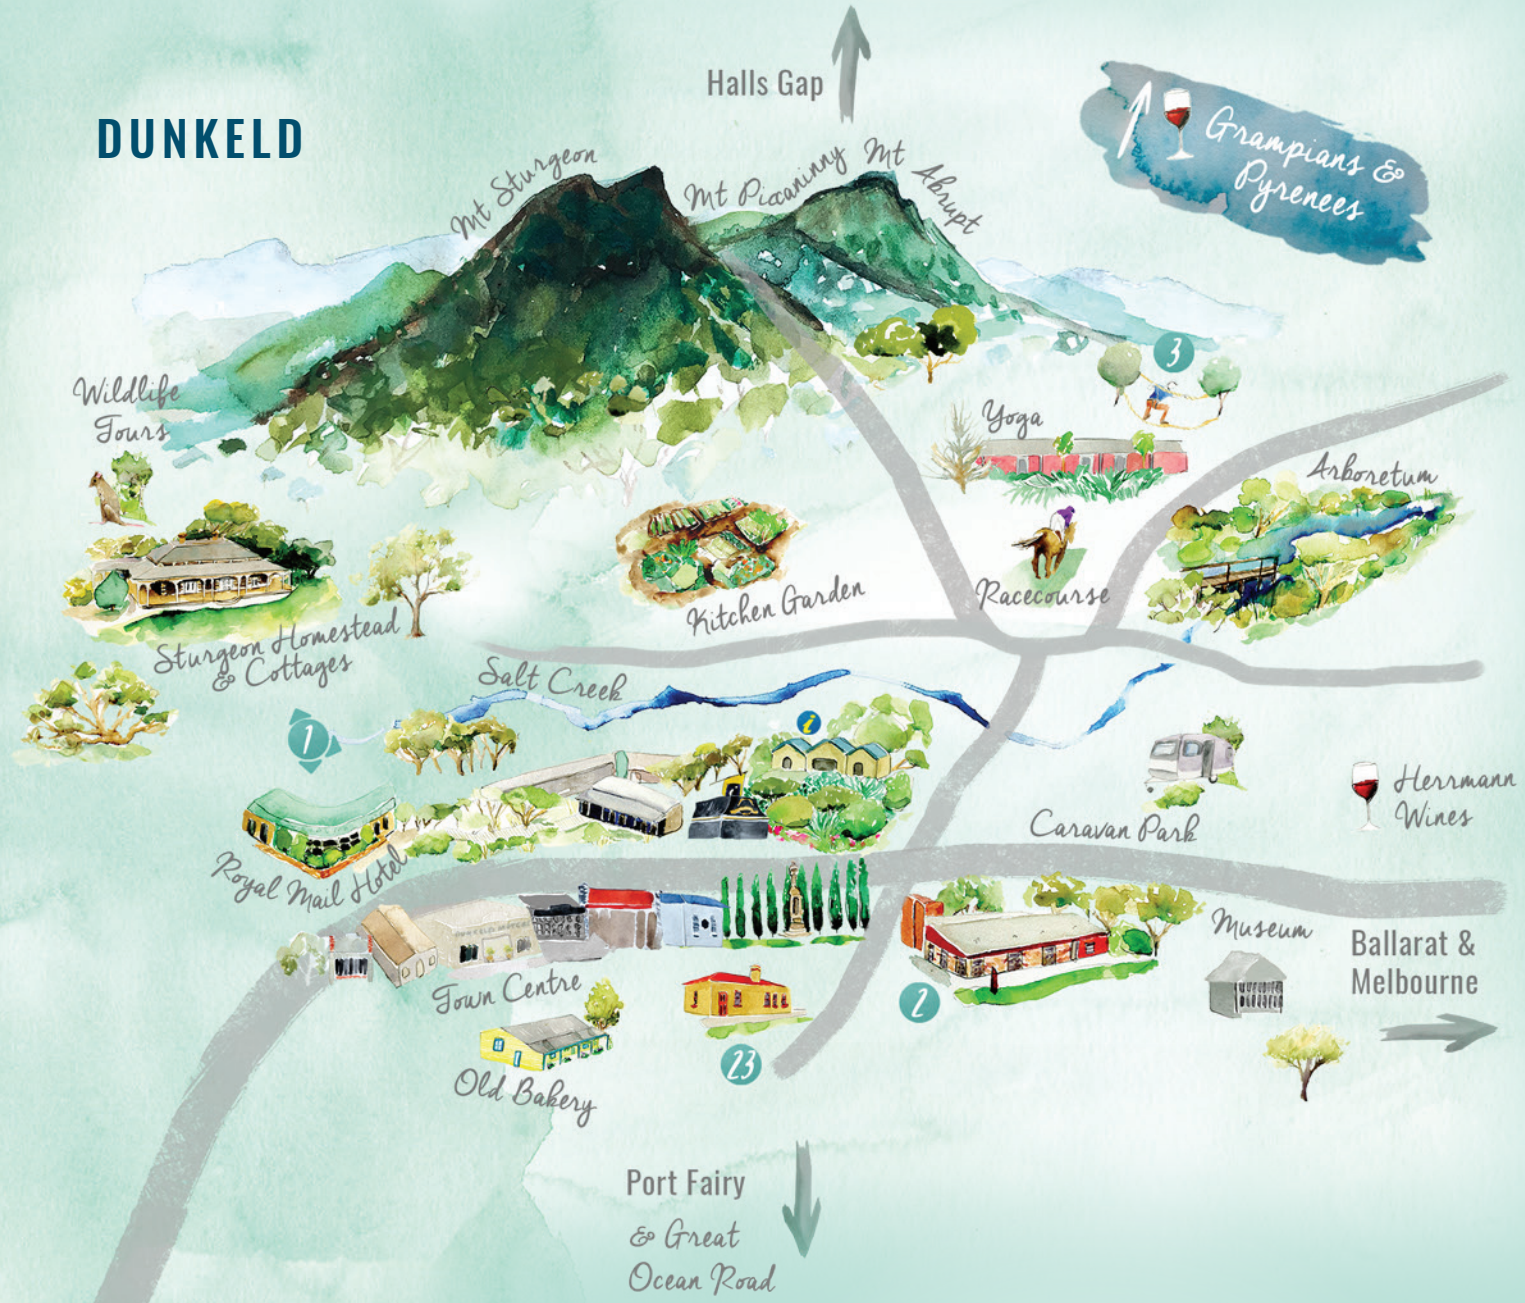 Halls Gap
DUNKELD
Grampians &
Pyrenees
Mt Sturgeon
Mt Piccaninny
Mt Abrupt
3
Wildlife
Tours
Yoga
Arboretum
Kitchen Garden
Racecourse
Sturgeon Homestead
& Cottages
Salt Creek
1
i
Herrmann
Wines
Caravan Park
Royal Mail Hotel
Museum
Ballarat &
Melbourne
Town Centre
2
23
Old Bakery
Port Fairy
& Great
Ocean Road